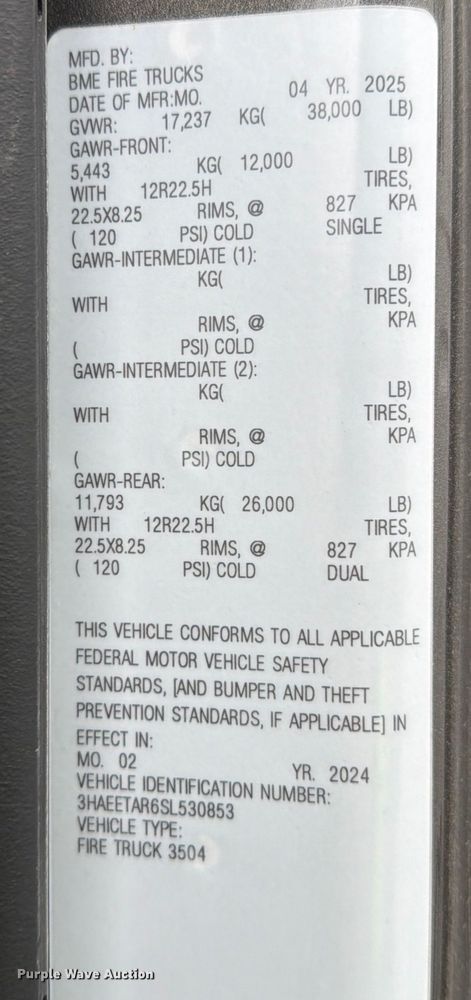 MFD. BY:
BME FIRE TRUCKS
DATE OF MFR:MO. 04 YR. 2025
GVWR: 17,237 KG( 38,000 LB)
GAWR-FRONT:
5,443 KG( 12,000 LB)
WITH 12R22.5H TIRES,
22.5X8.25 RIMS, @ 827 KPA
( 120 PSI) COLD SINGLE
GAWR-INTERMEDIATE (1):
KG( LB)
WITH TIRES,
RIMS, @ KPA
( PSI) COLD
GAWR-INTERMEDIATE (2):
KG( LB)
WITH TIRES,
RIMS, @ KPA
( PSI) COLD
GAWR-REAR:
11,793 KG( 26,000 LB)
WITH 12R22.5H TIRES,
22.5X8.25 RIMS, @ 827 KPA
( 120 PSI) COLD DUAL
THIS VEHICLE CONFORMS TO ALL APPLICABLE
FEDERAL MOTOR VEHICLE SAFETY
STANDARDS, [AND BUMPER AND THEFT
PREVENTION STANDARDS, IF APPLICABLE] IN
EFFECT IN:
MO. 02 YR. 2024
VEHICLE IDENTIFICATION NUMBER:
3HAEETAR6SL530853
VEHICLE TYPE:
FIRE TRUCK 3504
Purple Wave Auction